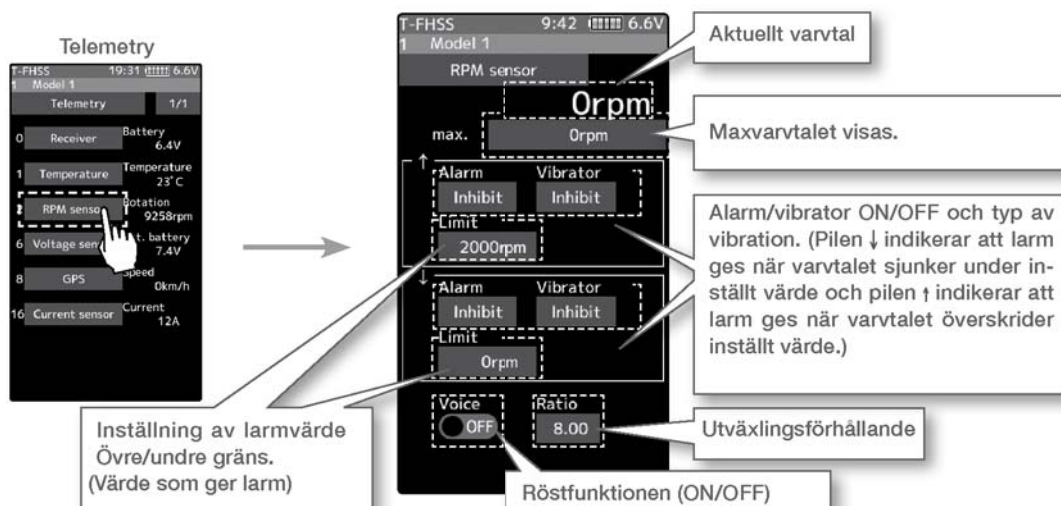 Telemetry
T-FHSS 19:31 6.6V
1 Model 1
Telemetry 1/1
0 Receiver Battery
6.4V
1 Temperature Temperature
23°C
RPM senso Rotation
9258rpm
6 Voltage sen t. battery
7.4V
8 GPS Speed
0km/h
16 Current sensor Current
12A
T-FHSS 9:42 6.6V
1 Model 1
RPM sensor
0rpm
max. 0rpm
↑
Alarm Vibrator
Inhibit Inhibit
Limit
2000rpm
↓
Alarm Vibrator
Inhibit Inhibit
Limit
0rpm
Voice Ratio
OFF 8.00
Aktuellt varvtal
Maxvarvtalet visas.
Alarm/vibrator ON/OFF och typ av
vibration. (Pilen ↓ indikerar att larm
ges när varvtalet sjunker under in-
ställt värde och pilen ↑ indikerar att
larm ges när varvtalet överskrider
inställt värde.)
Utväxlingsförhållande
Inställning av larmvärde
Övre/undre gräns.
(Värde som ger larm)
Röstfunktionen (ON/OFF)